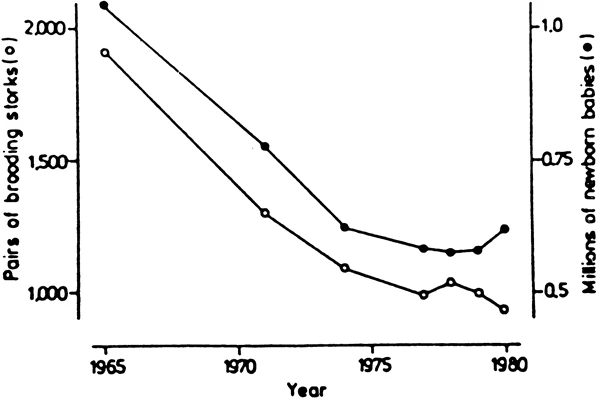 Pairs of brooding storks (o)
2,000
1,500
1,000
1.0
0.75
0.5
Millions of newborn babies (●)
1965 1970 1975 1980
Year